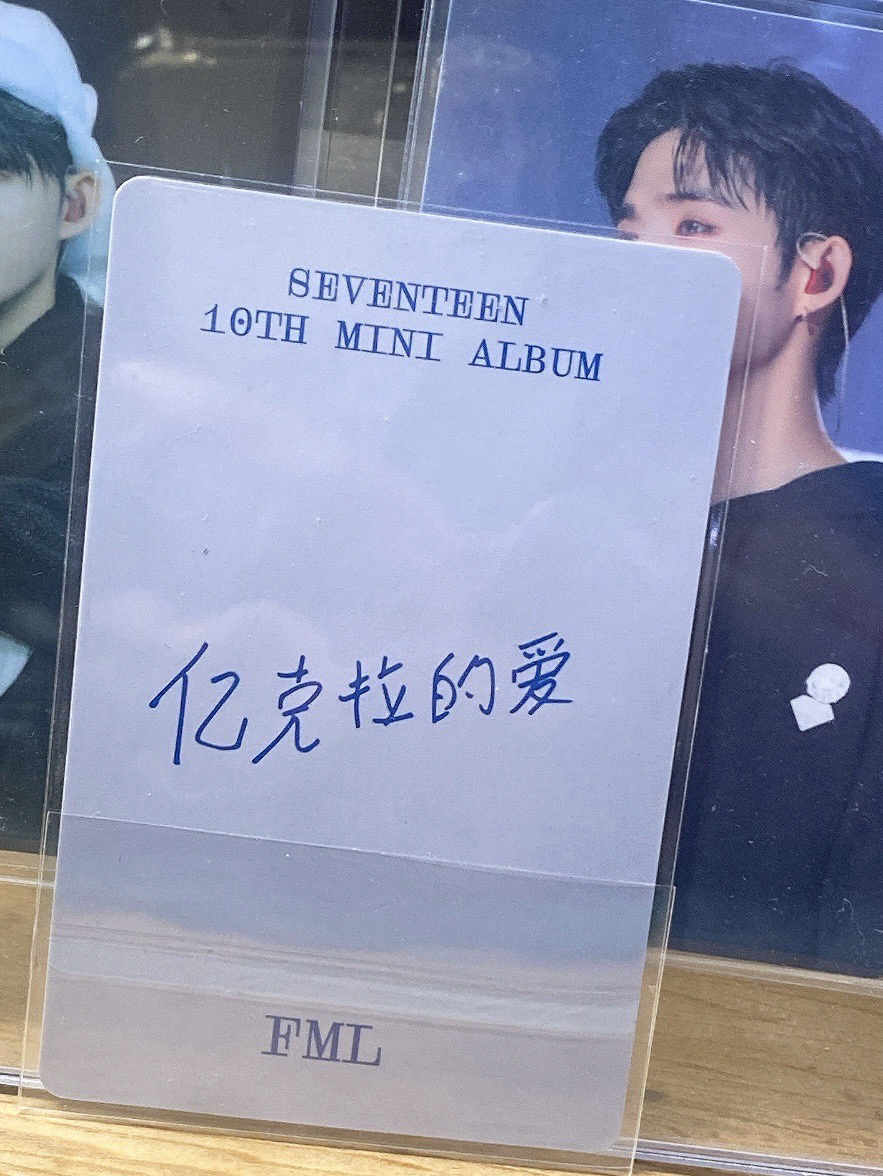 SEVENTEEN
10TH MINI ALBUM
亿克拉的爱
FML